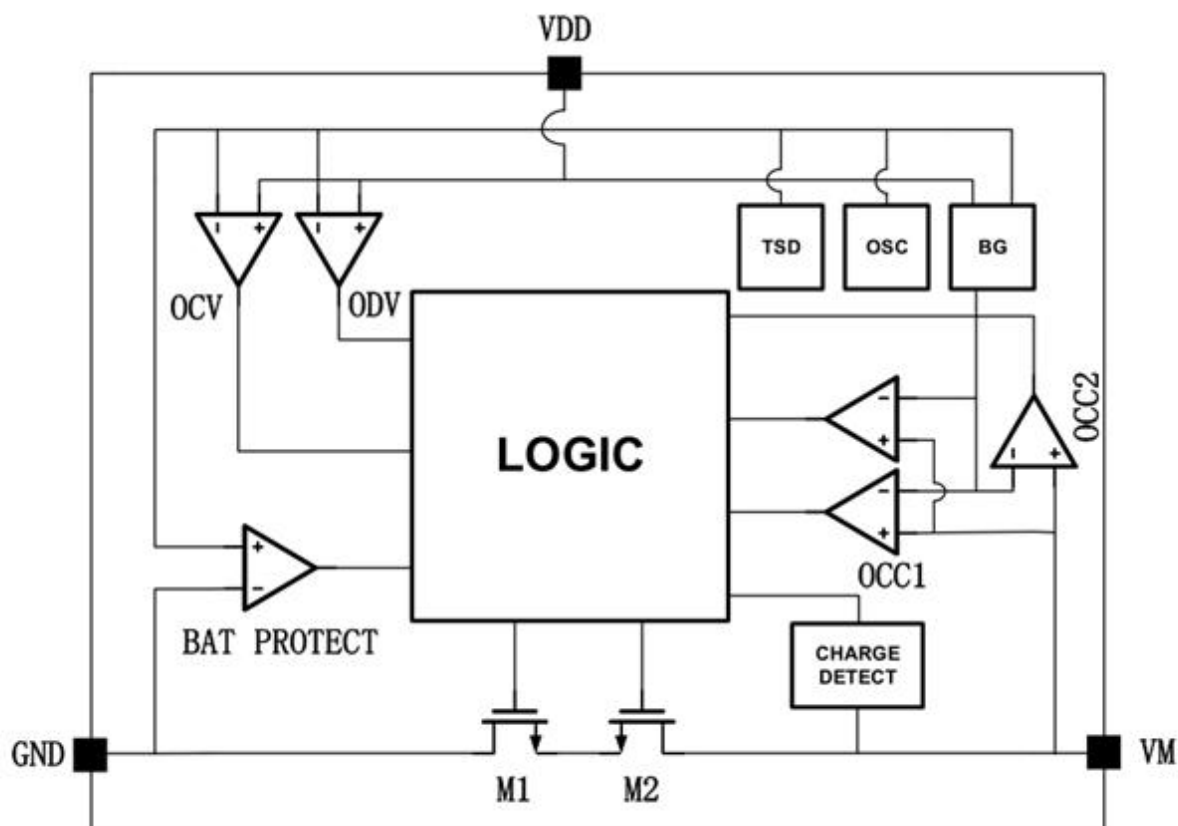 VDD
TSD
OSC
BG
OCV
ODV
OCC2
LOGIC
OCC1
BAT PROTECT
CHARGE
DETECT
GND
VM
M1
M2